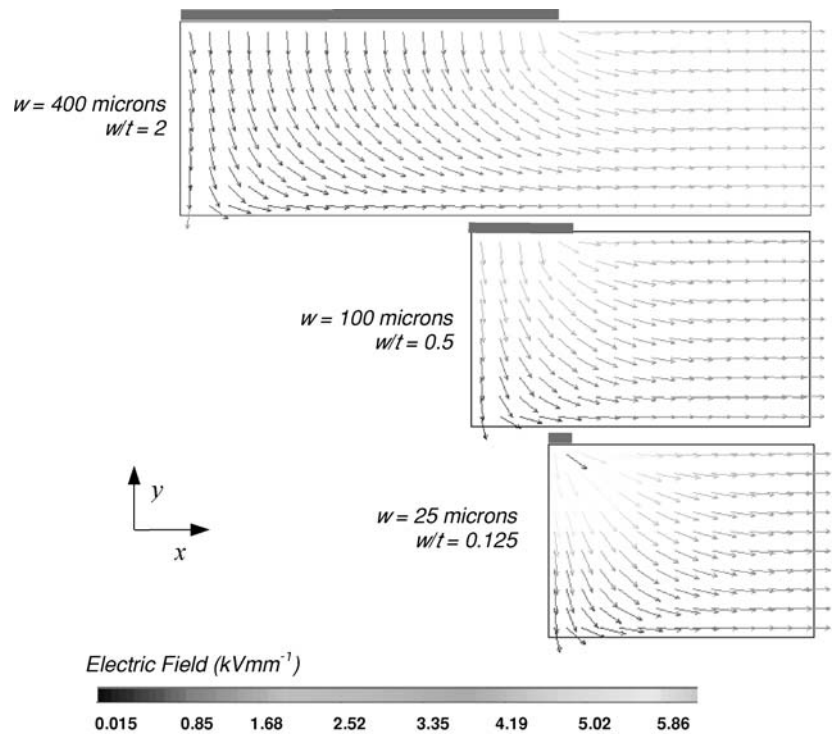 w = 400 microns
w/t = 2
w = 100 microns
w/t = 0.5
w = 25 microns
w/t = 0.125
y
x
Electric Field (kVmm⁻¹)
0.015 0.85 1.68 2.52 3.35 4.19 5.02 5.86